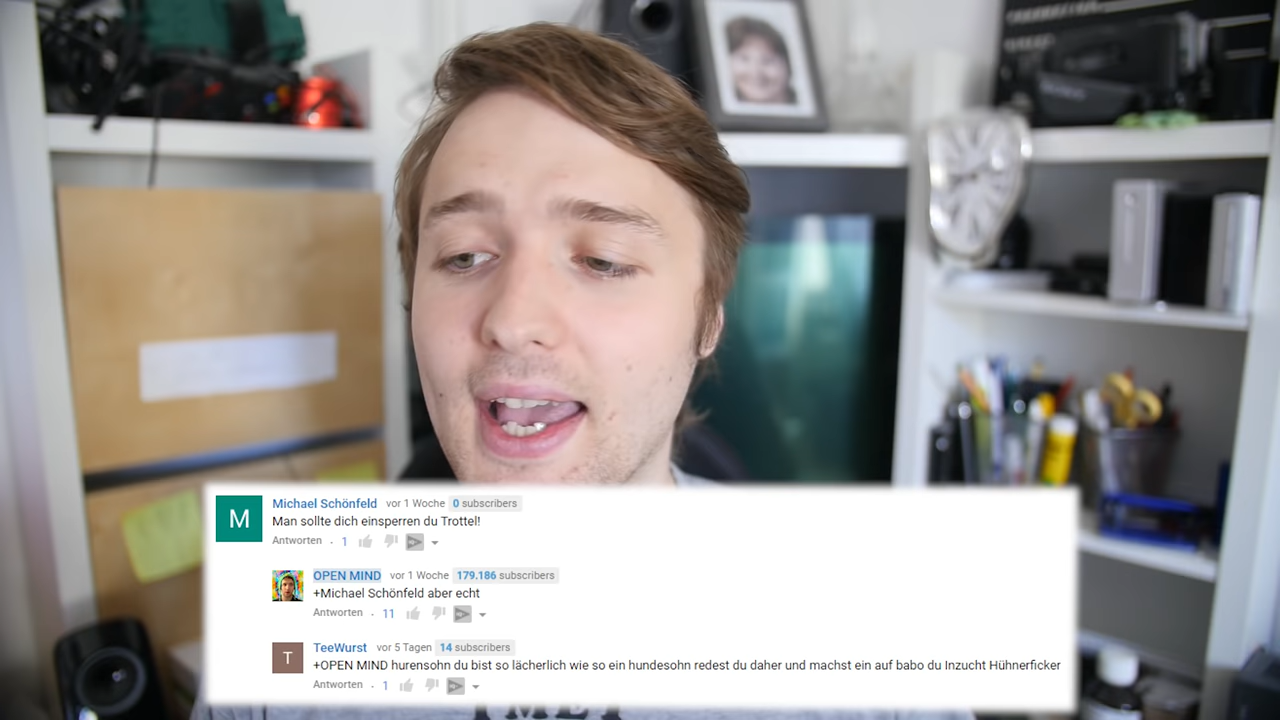 M
Michael Schönfeld vor 1 Woche 0 subscribers
Man sollte dich einsperren du Trottel!
Antworten . 1
OPEN MIND vor 1 Woche 179.186 subscribers
+Michael Schönfeld aber echt
Antworten . 11
T
TeeWurst vor 5 Tagen 14 subscribers
+OPEN MIND hurensohn du bist so lächerlich wie so ein hundesohn redest du daher und machst ein auf babo du Inzucht Hühnerficker
Antworten . 1